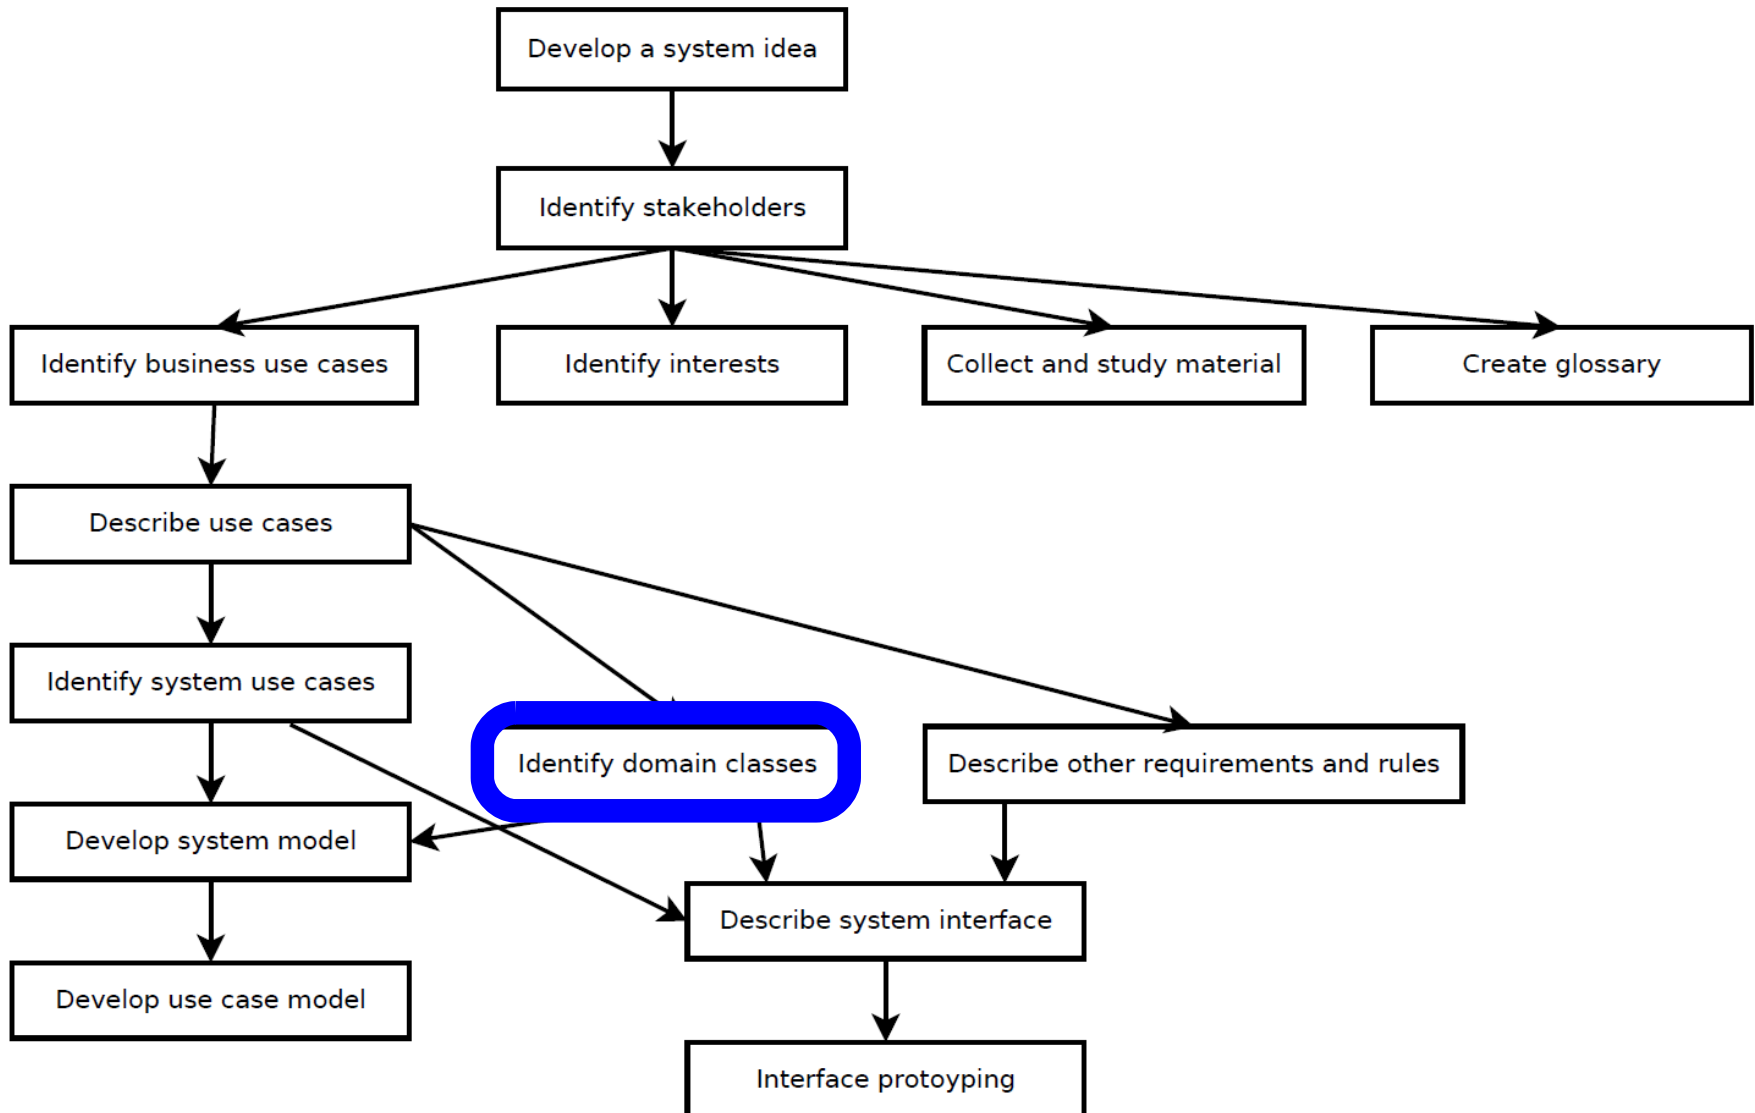 Develop a system idea
Identify stakeholders
Identify business use cases
Identify interests
Collect and study material
Create glossary
Describe use cases
Identify system use cases
Identify domain classes
Describe other requirements and rules
Develop system model
Describe system interface
Develop use case model
Interface protoyping